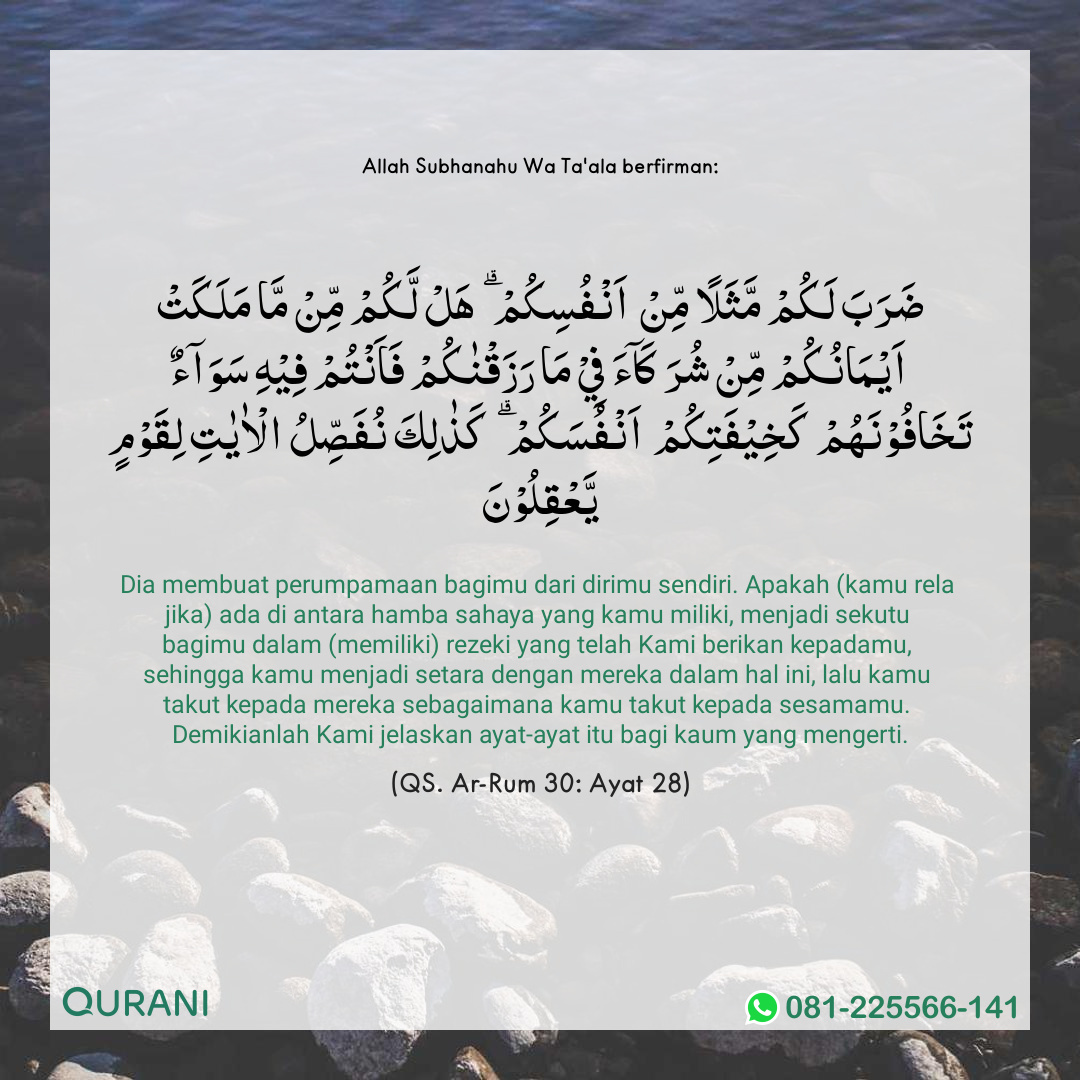 Allah Subhanahu Wa Ta'ala berfirman:
ضَرَبَ لَكُمْ مَّثَلًا مِّنْ اَنْفُسِكُمْ ۗ هَلْ لَّكُمْ مِّنْ مَّا مَلَكَتْ
اَيْمَانُكُمْ مِّنْ شُرَكَآءَ فِيْ مَا رَزَقْنٰكُمْ فَاَنْتُمْ فِيْهِ سَوَآءٌ
تَخَافُوْنَهُمْ كَخِيْفَتِكُمْ اَنْفُسَكُمْ ۗ كَذٰلِكَ نُفَصِّلُ الْاٰيٰتِ لِقَوْمٍ
يَّعْقِلُوْنَ
Dia membuat perumpamaan bagimu dari dirimu sendiri. Apakah (kamu rela
jika) ada di antara hamba sahaya yang kamu miliki, menjadi sekutu
bagimu dalam (memiliki) rezeki yang telah Kami berikan kepadamu,
sehingga kamu menjadi setara dengan mereka dalam hal ini, lalu kamu
takut kepada mereka sebagaimana kamu takut kepada sesamamu.
Demikianlah Kami jelaskan ayat-ayat itu bagi kaum yang mengerti.
(QS. Ar-Rum 30: Ayat 28)
QURANI
081-225566-141